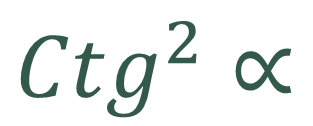 Ctg² ∝